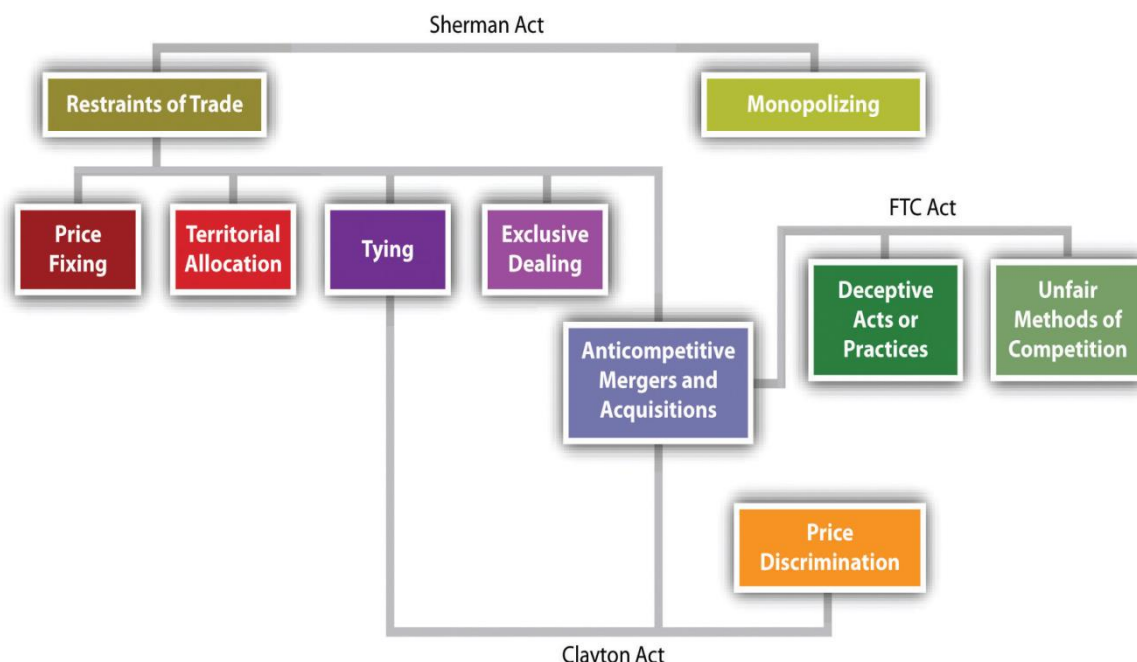 Sherman Act
Restraints of Trade
Monopolizing
Price
Fixing
Territorial
Allocation
Tying
Exclusive
Dealing
FTC Act
Deceptive
Acts or
Practices
Unfair
Methods of
Competition
Anticompetitive
Mergers and
Acquisitions
Price
Discrimination
Clayton Act